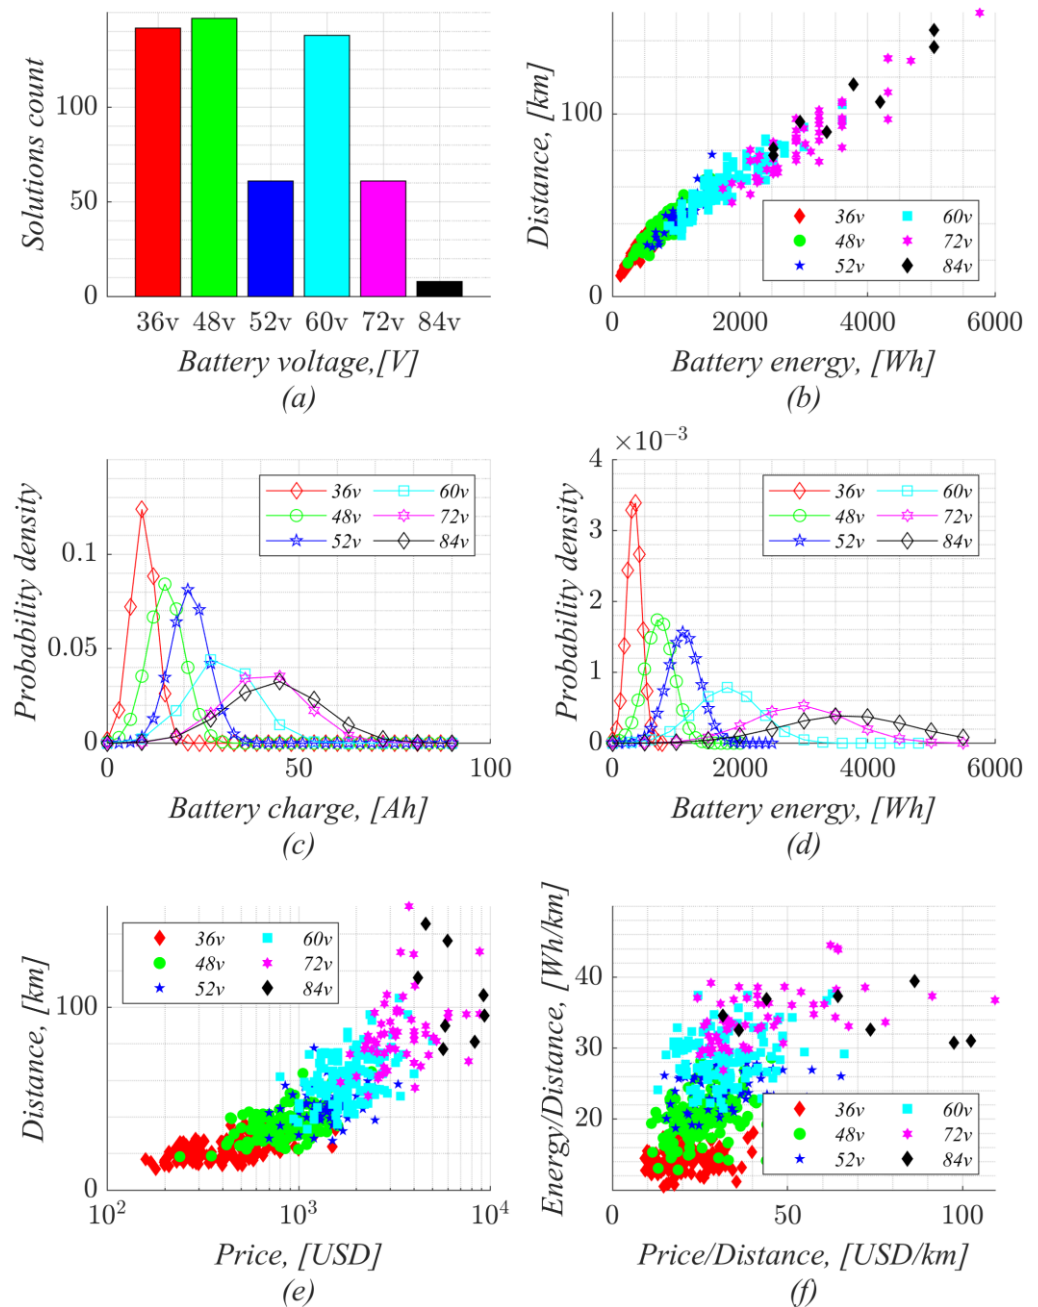 Solutions count
100
50
0
36v 48v 52v 60v 72v 84v
Battery voltage,[V]
(a)
Distance, [km]
100
0
0 2000 4000 6000
36v 60v
48v 72v
52v 84v
Battery energy, [Wh]
(b)
Probability density
0.1
0.05
0
0 50 100
36v 60v
48v 72v
52v 84v
Battery charge, [Ah]
(c)
×10⁻³
Probability density
4
3
2
1
0
0 2000 4000 6000
36v 60v
48v 72v
52v 84v
Battery energy, [Wh]
(d)
Distance, [km]
100
0
10² 10³ 10⁴
36v 60v
48v 72v
52v 84v
Price, [USD]
(e)
Energy/Distance, [Wh/km]
40
30
20
0 50 100
36v 60v
48v 72v
52v 84v
Price/Distance, [USD/km]
(f)